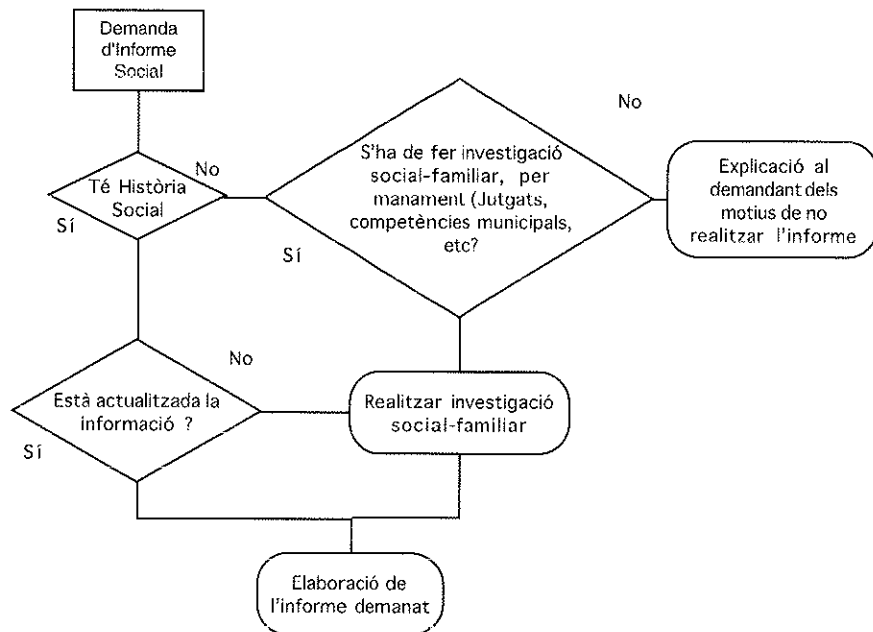 Demanda
d'Informe
Social
No
Té Història
Social
No
S'ha de fer investigació
social-familiar, per
manament (Jutgats,
competències municipals,
etc?
Explicació al
demandant dels
motius de no
realitzar l'informe
Sí
Sí
No
Està actualitzada la
informació ?
Realitzar investigació
social-familiar
Sí
Elaboració de
l'informe demanat